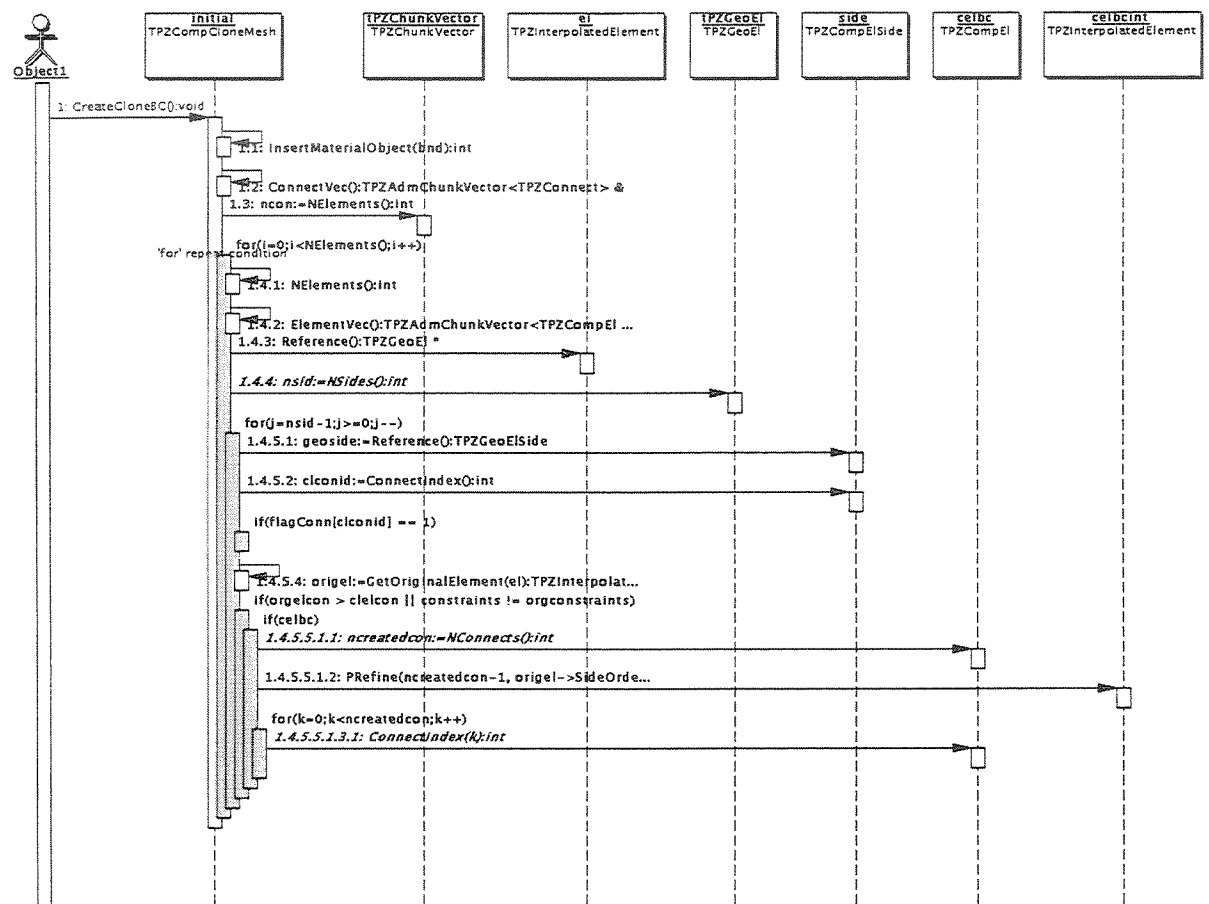 initial
TPZCompCloneMesh
tPZChunkVector
TPZChunkVector
el
TPZInterpolatedElement
tPZGeoEl
TPZGeoEl
side
TPZCompElSide
celbc
TPZCompEl
celbcint
TPZInterpolatedElement
Object1
1: CreateCloneBC():void
1.1: InsertMaterialObject(bnd):int
1.2: ConnectVec():TPZAdmChunkVector<TPZConnect> &
1.3: ncon:=NElements():int
for(i=0;i<NElements();i++)
'for' repeat condition
1.4.1: NElements():int
1.4.2: ElementVec():TPZAdmChunkVector<TPZCompEl ...
1.4.3: Reference():TPZGeoEl *
1.4.4: nsid:=NSides():int
for(j=nsid-1;j>=0;j--)
1.4.5.1: geoside:=Reference():TPZGeoElSide
1.4.5.2: clconid:=ConnectIndex():int
if(flagConn[clconid] == 1)
1.4.5.4: origel:=GetOriginalElement(el):TPZInterpolat...
if(orgelcon > clelcon || constraints != orgconstraints)
if(celbc)
1.4.5.5.1.1: ncreatedcon:=NConnects():int
1.4.5.5.1.2: PRefine(ncreatedcon-1, origel->SideOrde...
for(k=0;k<ncreatedcon;k++)
1.4.5.5.1.3.1: ConnectIndex(k):int